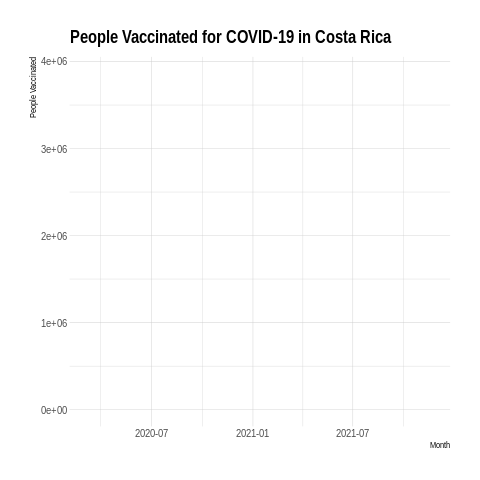 People Vaccinated for COVID-19 in Costa Rica
People Vaccinated
4e+06
3e+06
2e+06
1e+06
0e+00
2020-07 2021-01 2021-07
Month